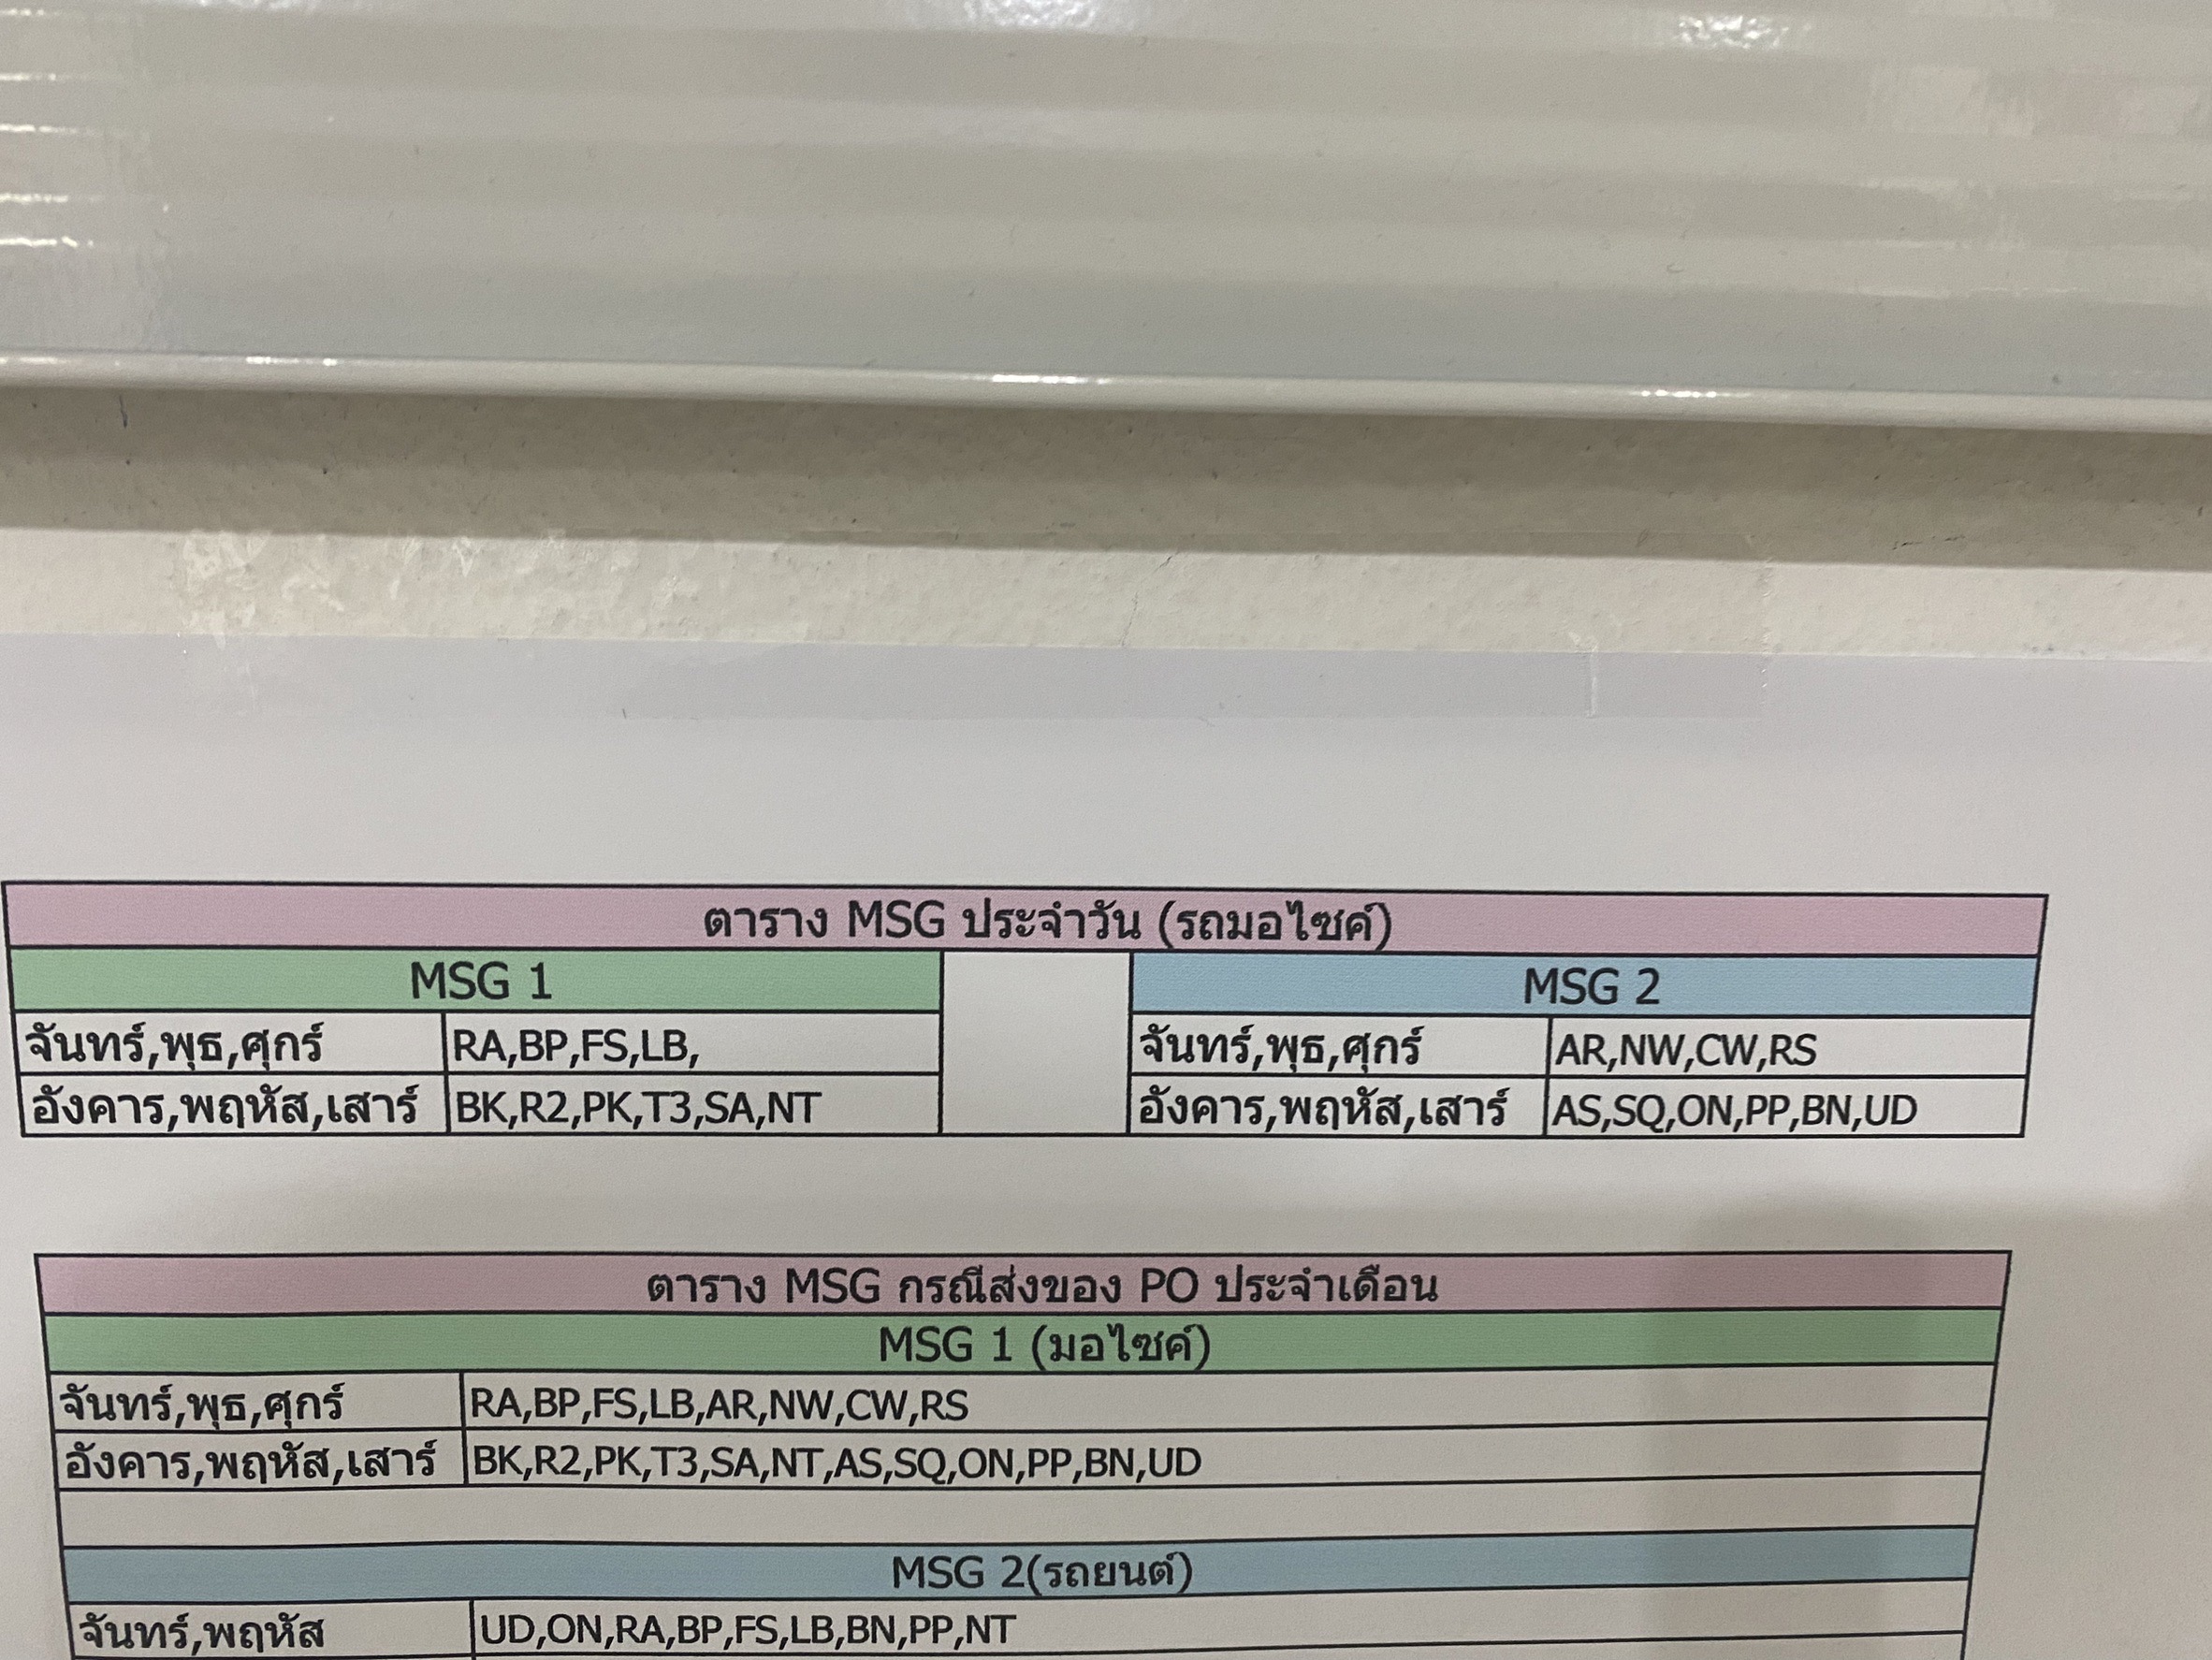 ตาราง MSG ประจำวัน (รถมอไซค์)
MSG 1 MSG 2
จันทร์,พุธ,ศุกร์ RA,BP,FS,LB, จันทร์,พุธ,ศุกร์ AR,NW,CW,RS
อังคาร,พฤหัส,เสาร์ BK,R2,PK,T3,SA,NT อังคาร,พฤหัส,เสาร์ AS,SQ,ON,PP,BN,UD
ตาราง MSG กรณีส่งของ PO ประจำเดือน
MSG 1 (มอไซค์)
จันทร์,พุธ,ศุกร์ RA,BP,FS,LB,AR,NW,CW,RS
อังคาร,พฤหัส,เสาร์ BK,R2,PK,T3,SA,NT,AS,SQ,ON,PP,BN,UD
MSG 2(รถยนต์)
จันทร์,พฤหัส UD,ON,RA,BP,FS,LB,BN,PP,NT